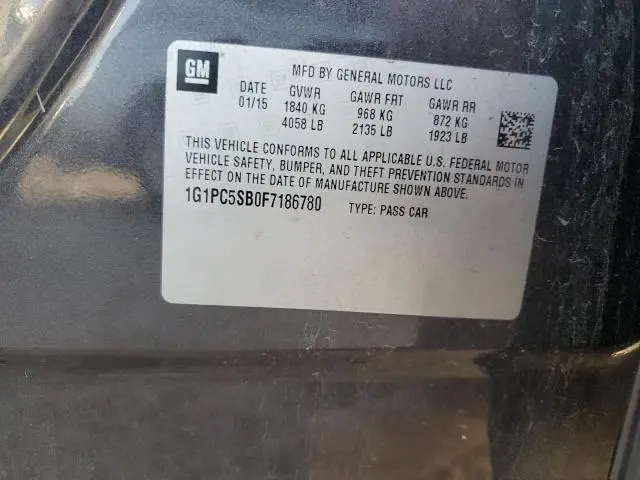 GM
MFD BY GENERAL MOTORS LLC
DATE GVWR GAWR FRT GAWR RR
01/15 1840 KG 968 KG 872 KG
4058 LB 2135 LB 1923 LB
THIS VEHICLE CONFORMS TO ALL APPLICABLE U.S. FEDERAL MOTOR
VEHICLE SAFETY, BUMPER, AND THEFT PREVENTION STANDARDS IN
EFFECT ON THE DATE OF MANUFACTURE SHOWN ABOVE.
1G1PC5SB0F7186780 TYPE: PASS CAR